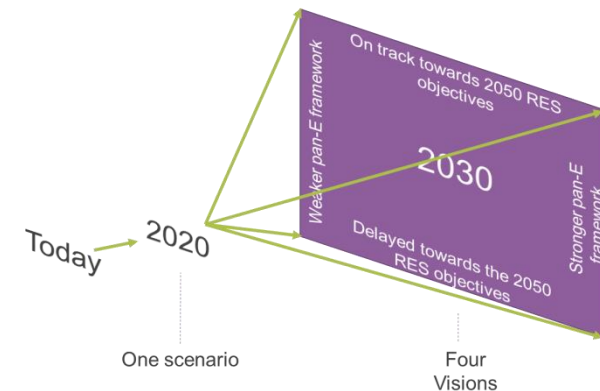 On track towards 2050 RES
objectives
Weaker pan-E framework
2030
Stronger pan-E
framework
Today
2020
Delayed towards the 2050
RES objectives
One scenario
Four
Visions